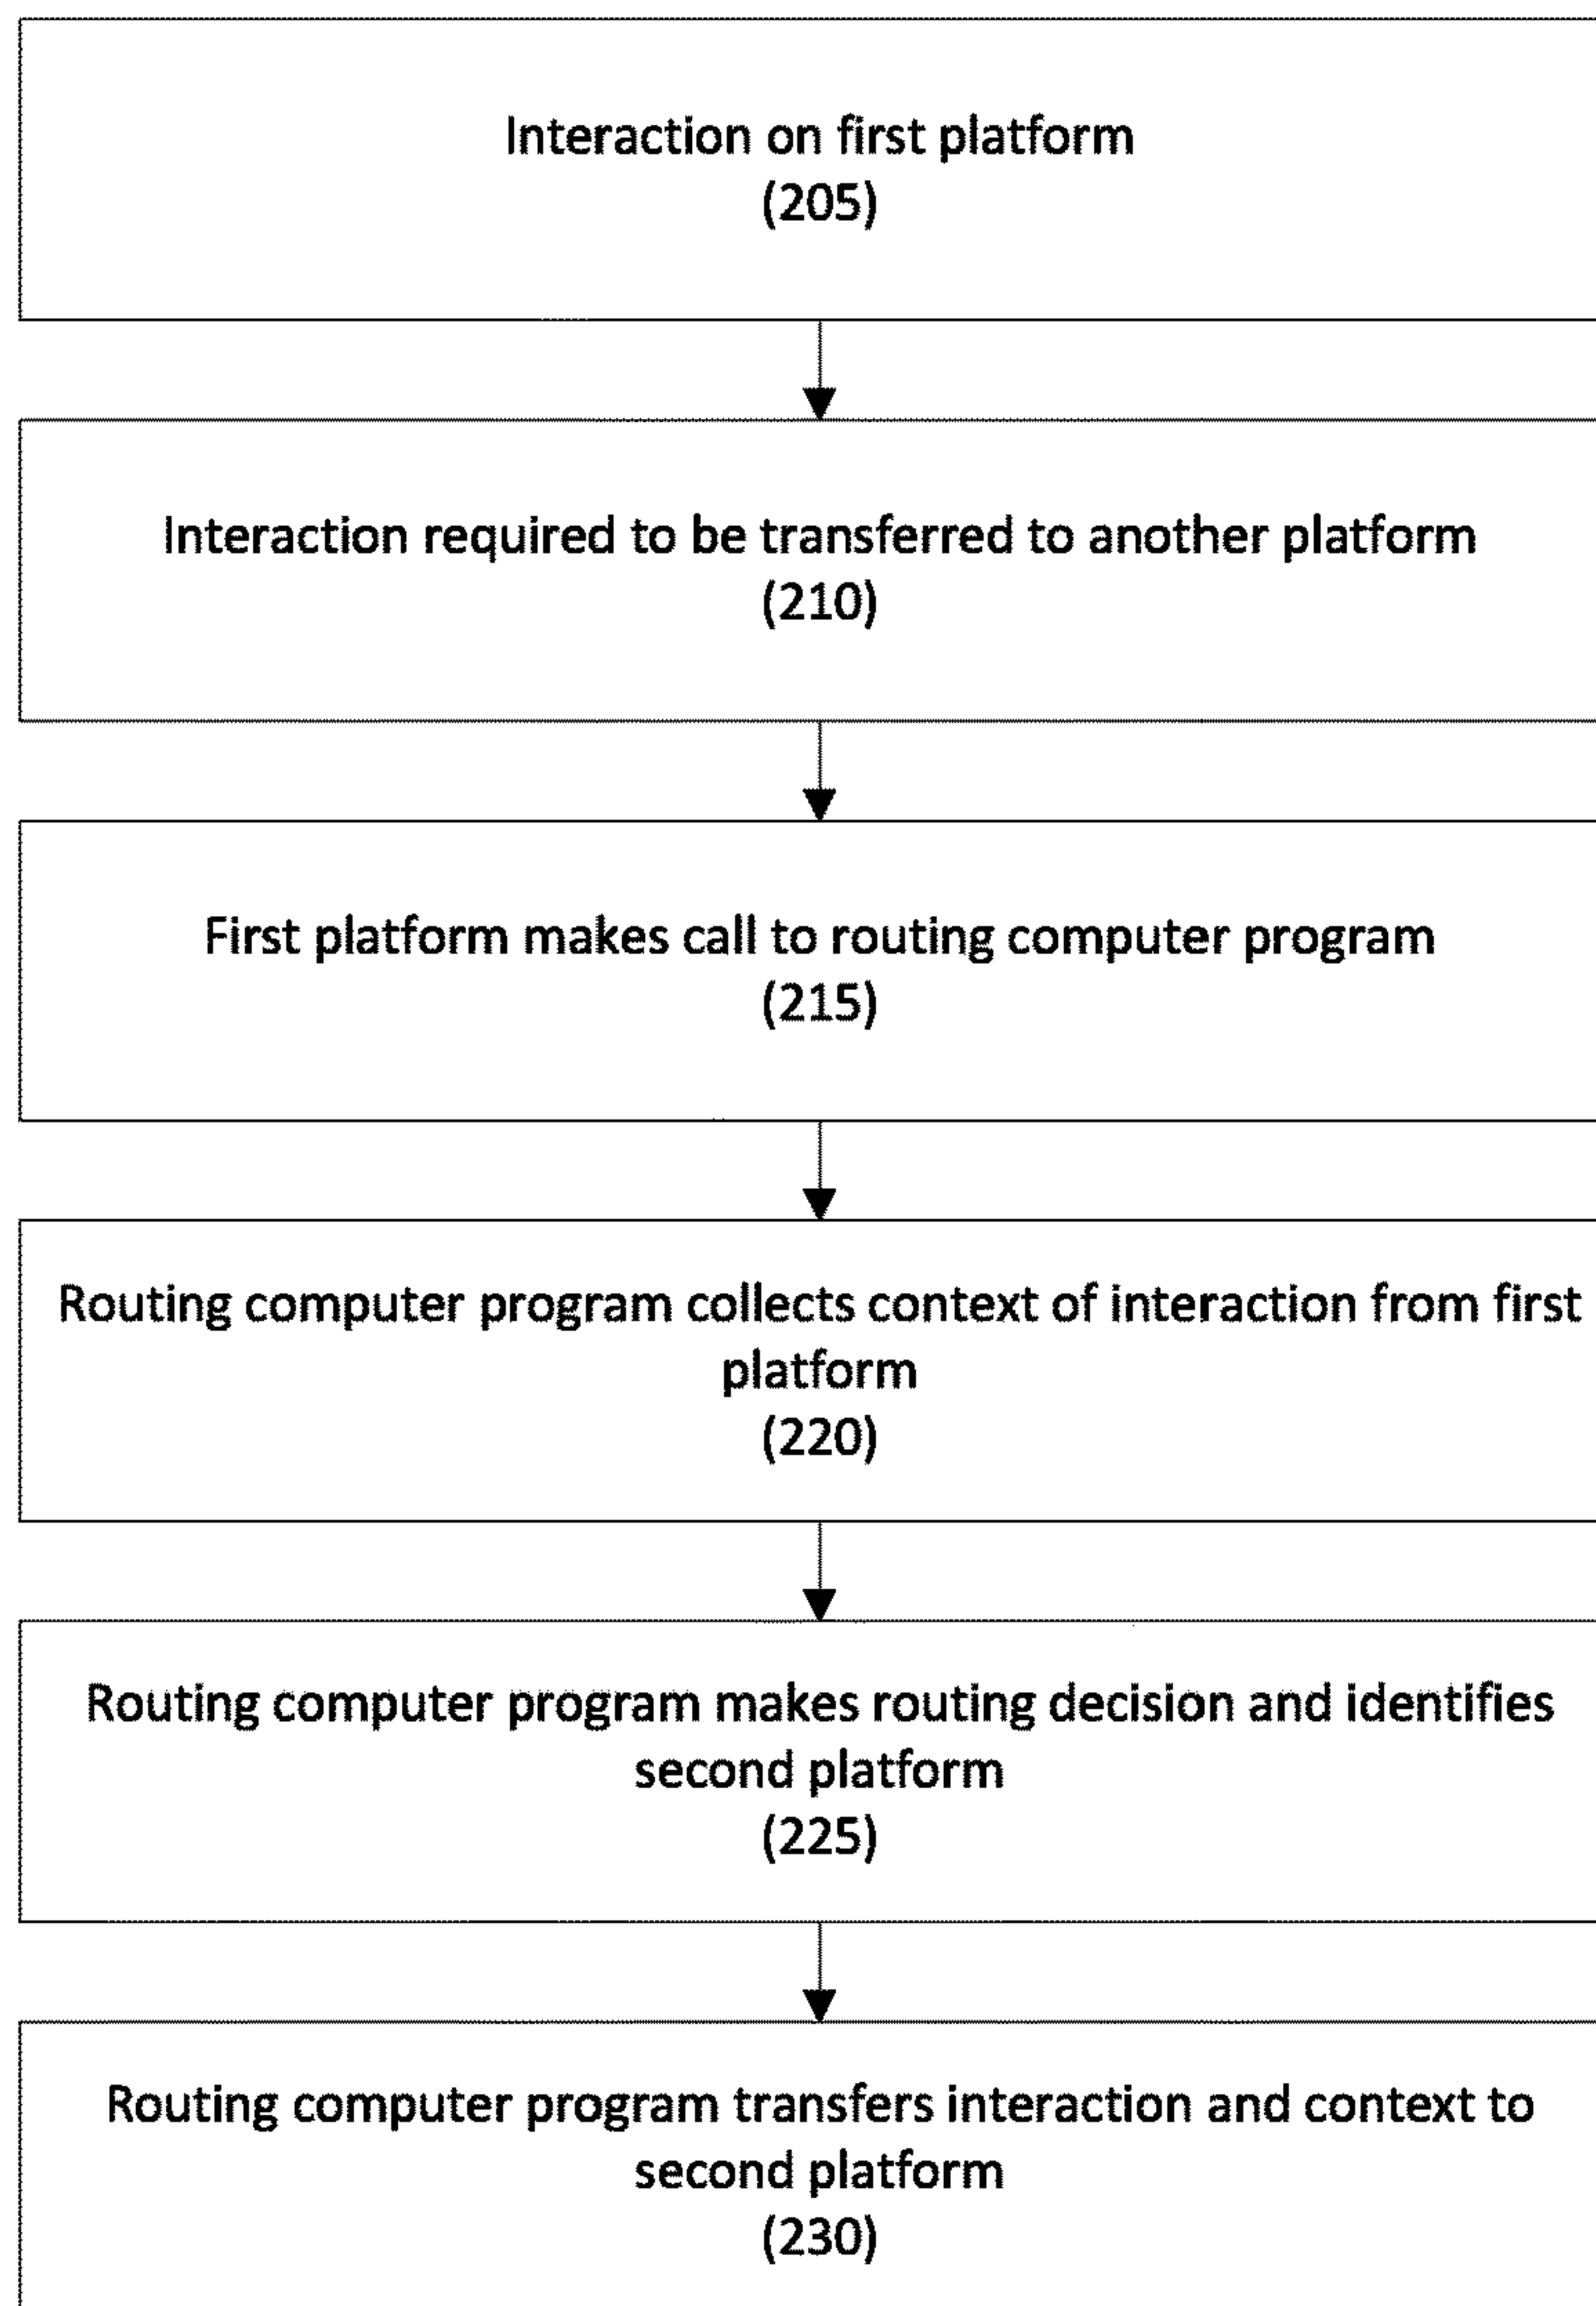 Interaction on first platform
(205)
Interaction required to be transferred to another platform
(210)
First platform makes call to routing computer program
(215)
Routing computer program collects context of interaction from first
platform
(220)
Routing computer program makes routing decision and identifies
second platform
(225)
Routing computer program transfers interaction and context to
second platform
(230)